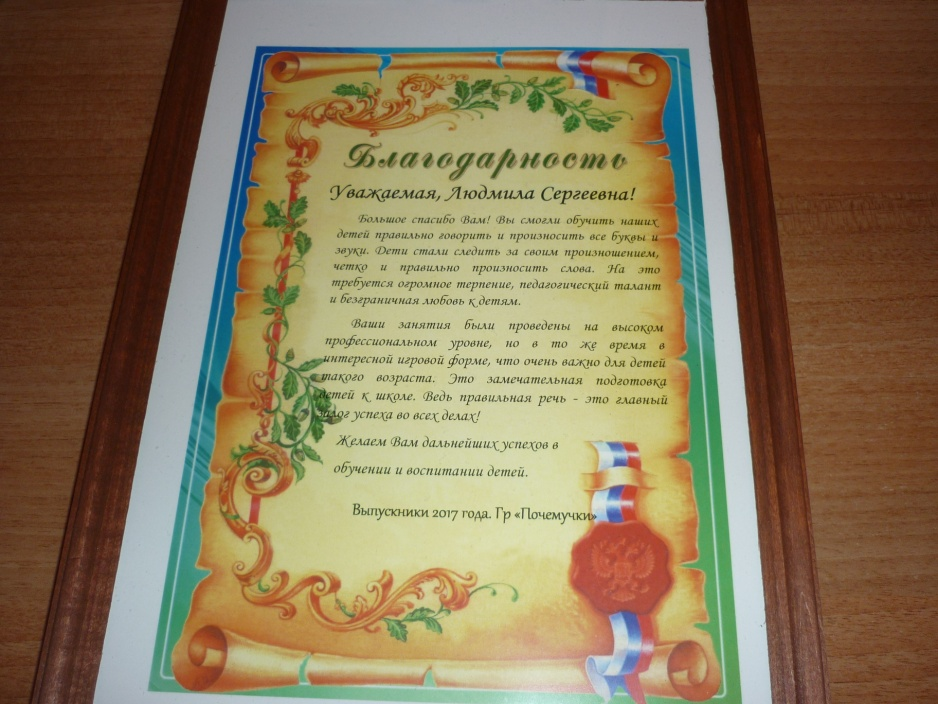 Благодарность
Уважаемая, Людмила Сергеевна!
Большое спасибо Вам! Вы смогли обучить наших
детей правильно говорить и произносить все буквы и
звуки. Дети стали следить за своим произношением,
четко и правильно произносить слова. На это
требуется огромное терпение, педагогический талант
и безграничная любовь к детям.
Ваши занятия были проведены на высоком
профессиональном уровне, но в то же время в
интересной игровой форме, что очень важно для детей
такого возраста. Это замечательная подготовка
детей к школе. Ведь правильная речь - это главный
залог успеха во всех делах!
Желаем Вам дальнейших успехов в
обучении и воспитании детей.
Выпускники 2017 года. Гр «Почемучки»